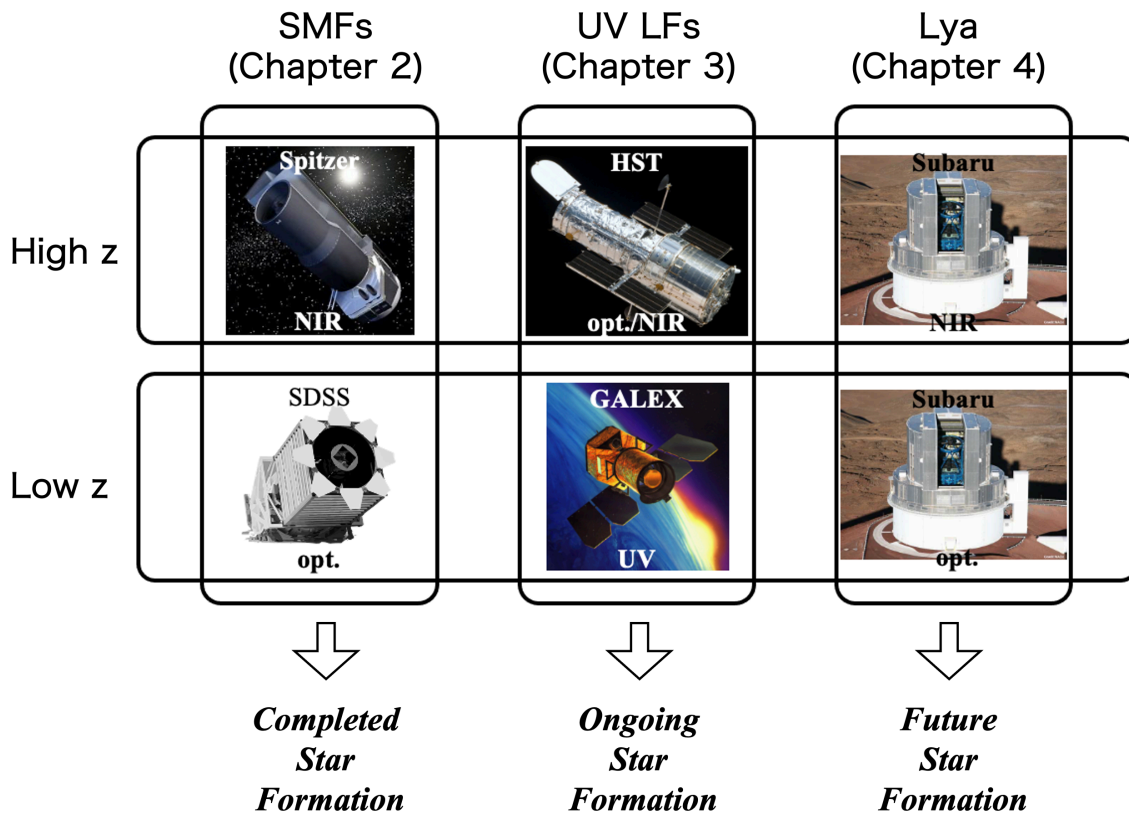 SMFs
(Chapter 2)
UV LFs
(Chapter 3)
Lya
(Chapter 4)
High z
Spitzer
NIR
HST
opt./NIR
Subaru
NIR
Low z
SDSS
opt.
GALEX
UV
Subaru
opt.
Completed
Star
Formation
Ongoing
Star
Formation
Future
Star
Formation